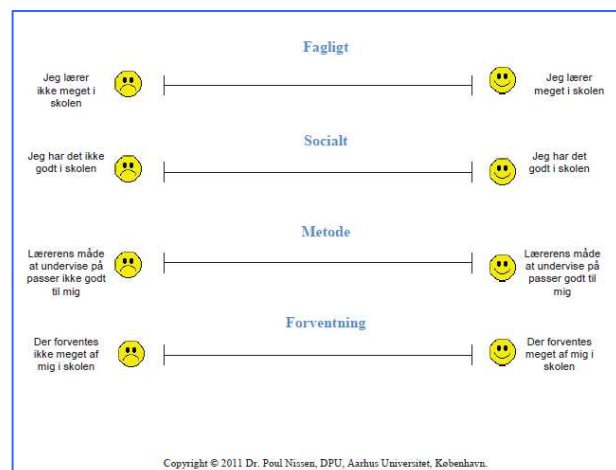 Fagligt
Jeg lærer
ikke meget i
skolen
Jeg lærer
meget i skolen
Socialt
Jeg har det ikke
godt i skolen
Jeg har det
godt i skolen
Metode
Lærerens måde
at undervise på
passer ikke godt
til mig
Lærerens måde
at undervise på
passer godt til
mig
Forventning
Der forventes
ikke meget af
mig i skolen
Der forventes
meget af mig i
skolen
Copyright © 2011 Dr. Poul Nissen, DPU, Aarhus Universitet, København.